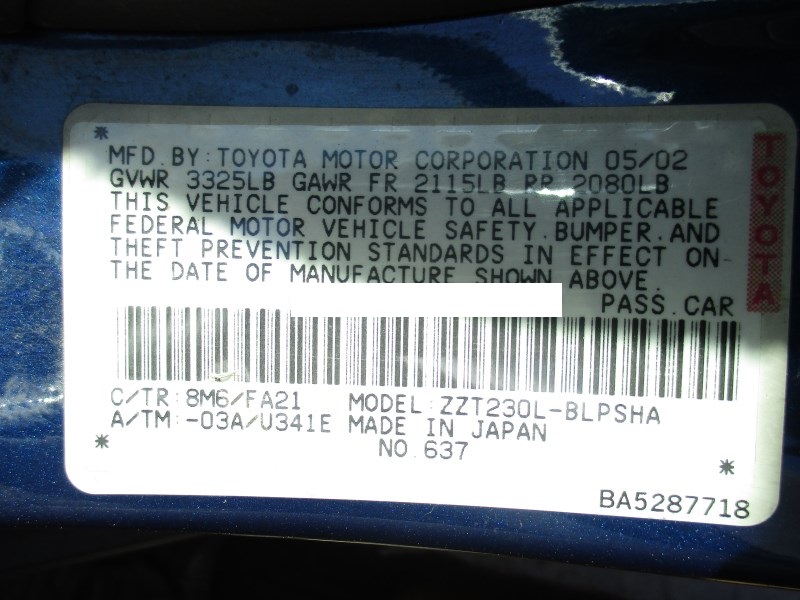 *
MFD. BY: TOYOTA MOTOR CORPORATION 05/02
GVWR 3325LB GAWR FR 2115LB RR 2080LB
THIS VEHICLE CONFORMS TO ALL APPLICABLE
FEDERAL MOTOR VEHICLE SAFETY. BUMPER. AND
THEFT PREVENTION STANDARDS IN EFFECT ON
THE DATE OF MANUFACTURE SHOWN ABOVE.
PASS. CAR
TOYOTA
C/TR: 8M6/FA21 MODEL: ZZT230L-BLPSHA
A/TM: -03A/U341E MADE IN JAPAN
* NO. 637 *
BA5287718